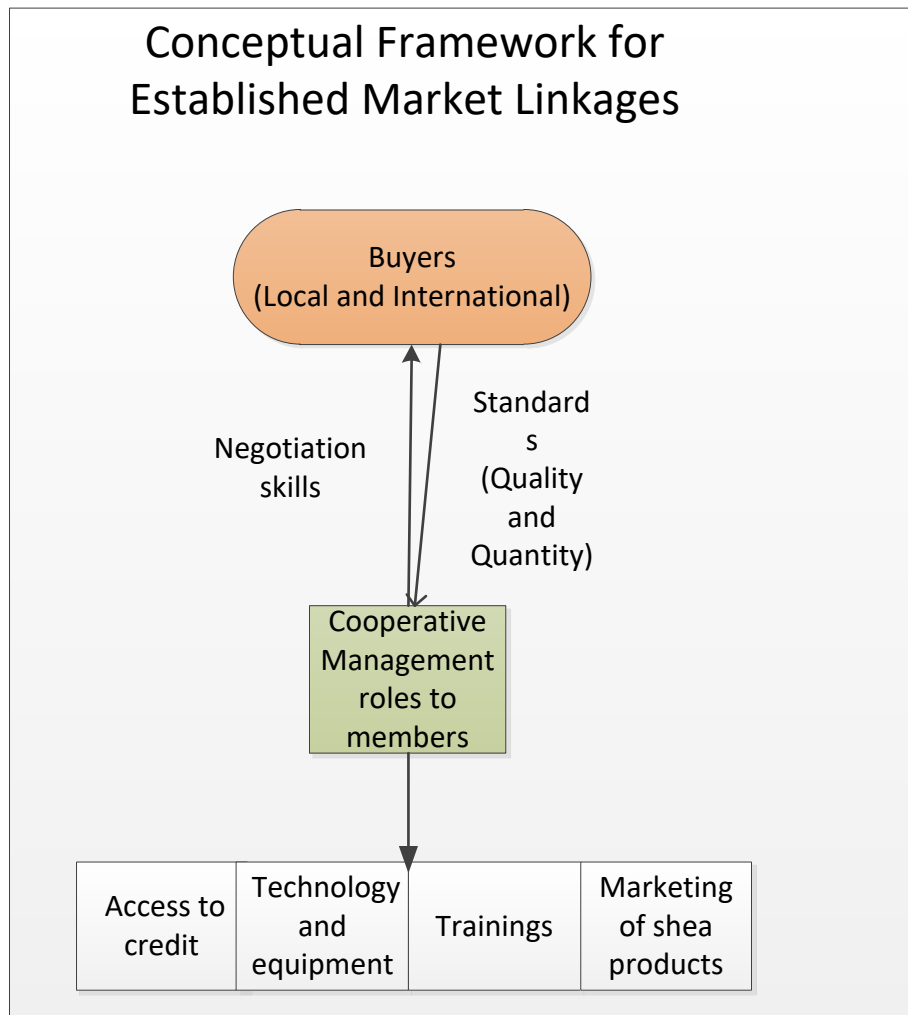 Conceptual Framework for
Established Market Linkages
Buyers
(Local and International)
Negotiation
skills
Standard
s
(Quality
and
Quantity)
Cooperative
Management
roles to
members
Access to
credit
Technology
and
equipment
Trainings
Marketing
of shea
products